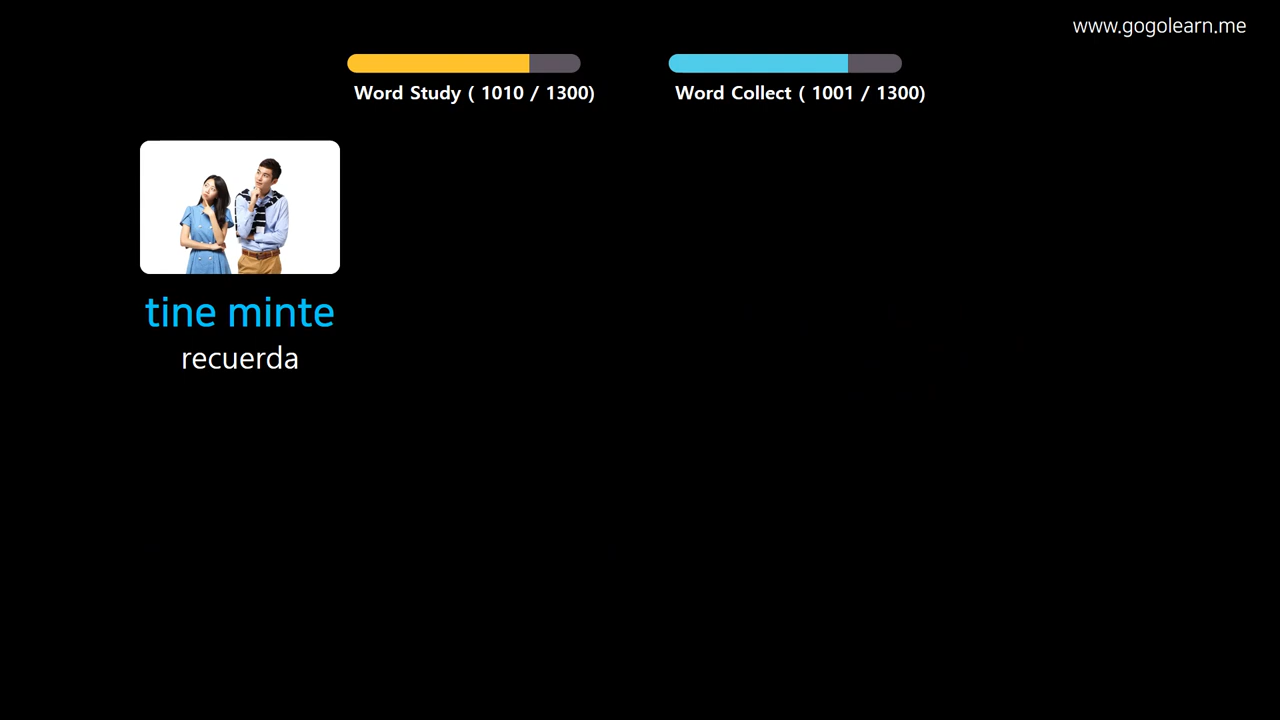 www.gogolearn.me
Word Study ( 1010 / 1300)
Word Collect ( 1001 / 1300)
tine minte
recuerda